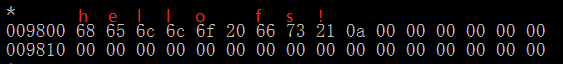 * h e l l o f s !
009800 68 65 6c 6c 6f 20 66 73 21 0a 00 00 00 00 00 00
009810 00 00 00 00 00 00 00 00 00 00 00 00 00 00 00 00